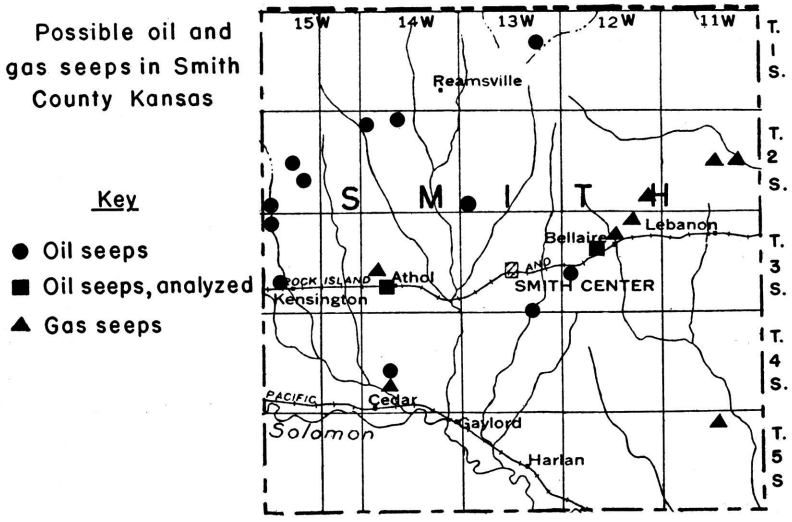 Possible oil and
gas seeps in Smith
County Kansas
Key
Oil seeps
Oil seeps, analyzed
Gas seeps
15W 14W 13W 12W 11W
T. 1 S.
T. 2 S.
T. 3 S.
T. 4 S.
T. 5 S
Reamsville
SMITH
Lebanon
Bellaire
AND
ROCK ISLAND
Athol
SMITH CENTER
Kensington
PACIFIC
Cedar
Solomon
Gaylord
Harlan